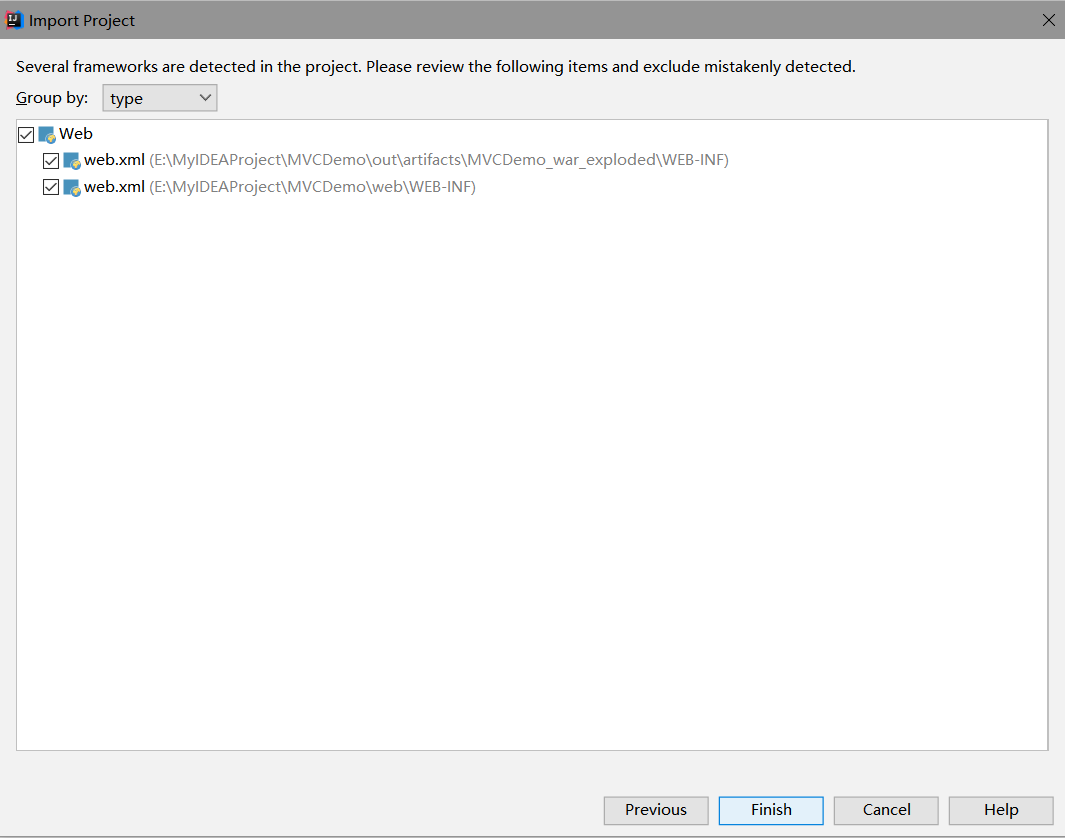 Import Project
Several frameworks are detected in the project. Please review the following items and exclude mistakenly detected.
Group by: type
Web
web.xml (E:\MyIDEAProject\MVCDemo\out\artifacts\MVCDemo_war_exploded\WEB-INF)
web.xml (E:\MyIDEAProject\MVCDemo\web\WEB-INF)
Previous Finish Cancel Help